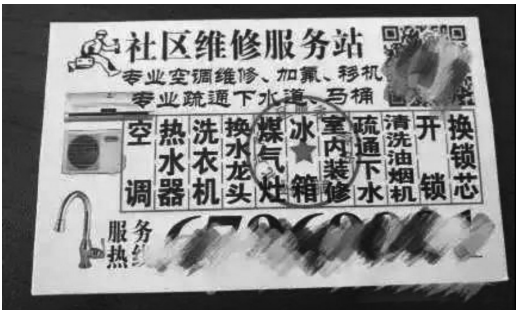 社区维修服务站
专业空调维修、加氟、移机
专业疏通下水道、马桶
空调
热水器
洗衣机
换水龙头
煤气灶
冰箱
室内装修
疏通下水
清洗油烟机
开锁
换锁芯
服务
热线